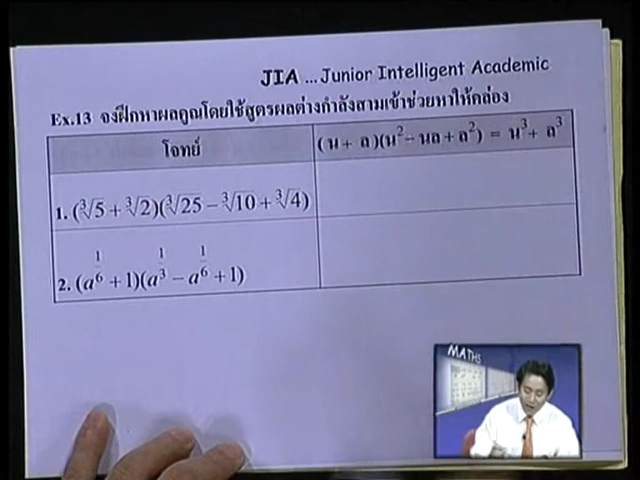 JIA ... Junior Intelligent Academic
Ex.13 จงฝึกหาผลคูณโดยใช้สูตรผลต่างกำลังสามเข้าช่วยหาให้คล่อง
โจทย์
(น + ล)(น² − นล + ล²) = น³ + ล³
1. (∛5 + ∛2)(∛25 − ∛10 + ∛4)
2. (a^(1/6) + 1)(a^(1/3) − a^(1/6) + 1)
MATHS